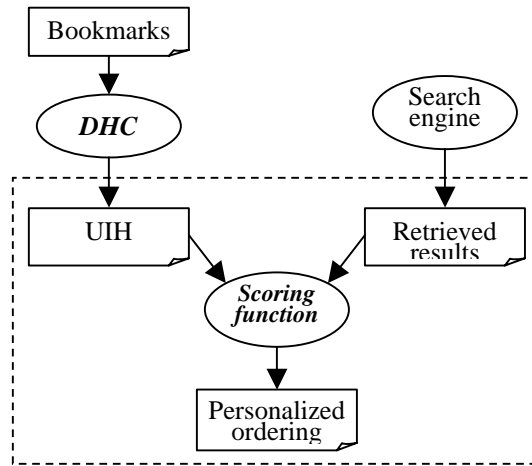 Bookmarks
DHC
Search
engine
UIH
Retrieved
results
Scoring
function
Personalized
ordering